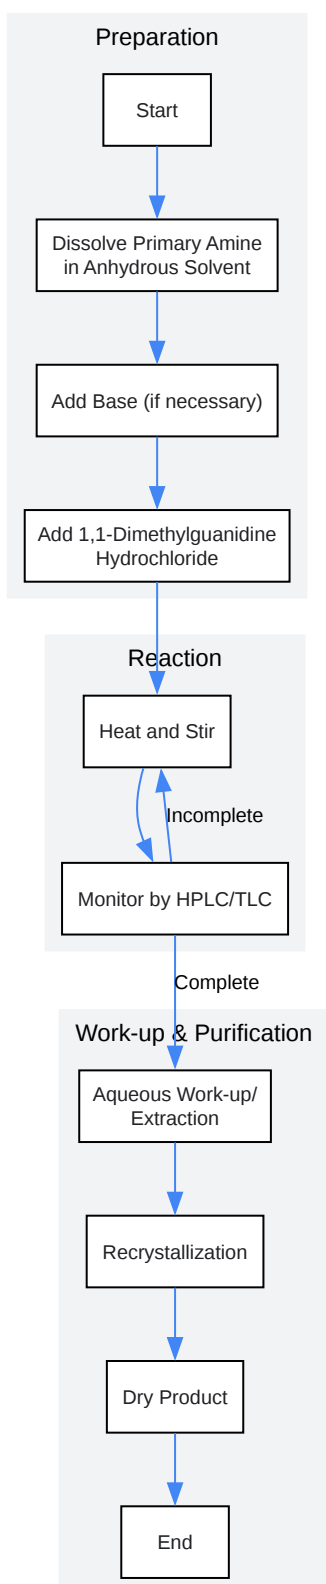 Preparation
Start
Dissolve Primary Amine
in Anhydrous Solvent
Add Base (if necessary)
Add 1,1-Dimethylguanidine
Hydrochloride
Reaction
Heat and Stir
Incomplete
Monitor by HPLC/TLC
Complete
Work-up & Purification
Aqueous Work-up/
Extraction
Recrystallization
Dry Product
End